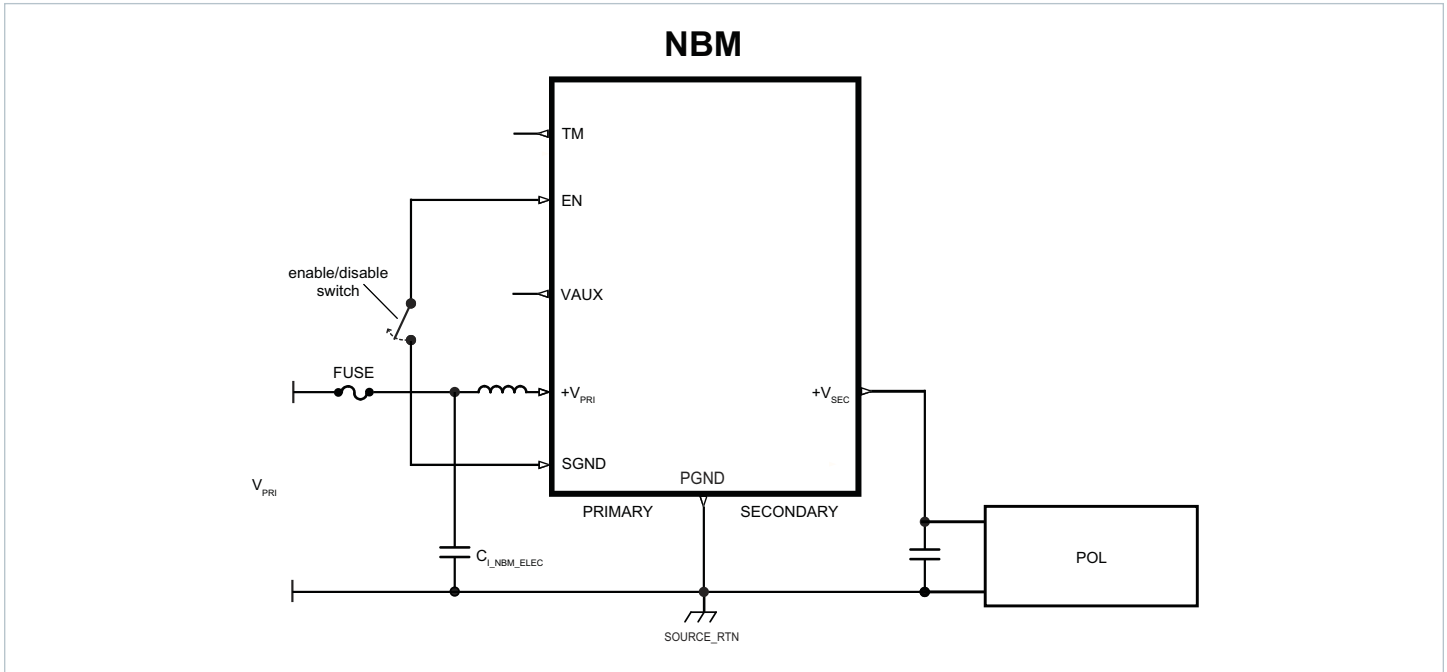 NBM
TM
EN
enable/disable
switch
VAUX
FUSE
+V_PRI
+V_SEC
SGND
PGND
V_PRI
PRIMARY
SECONDARY
C_I_NBM_ELEC
POL
SOURCE_RTN